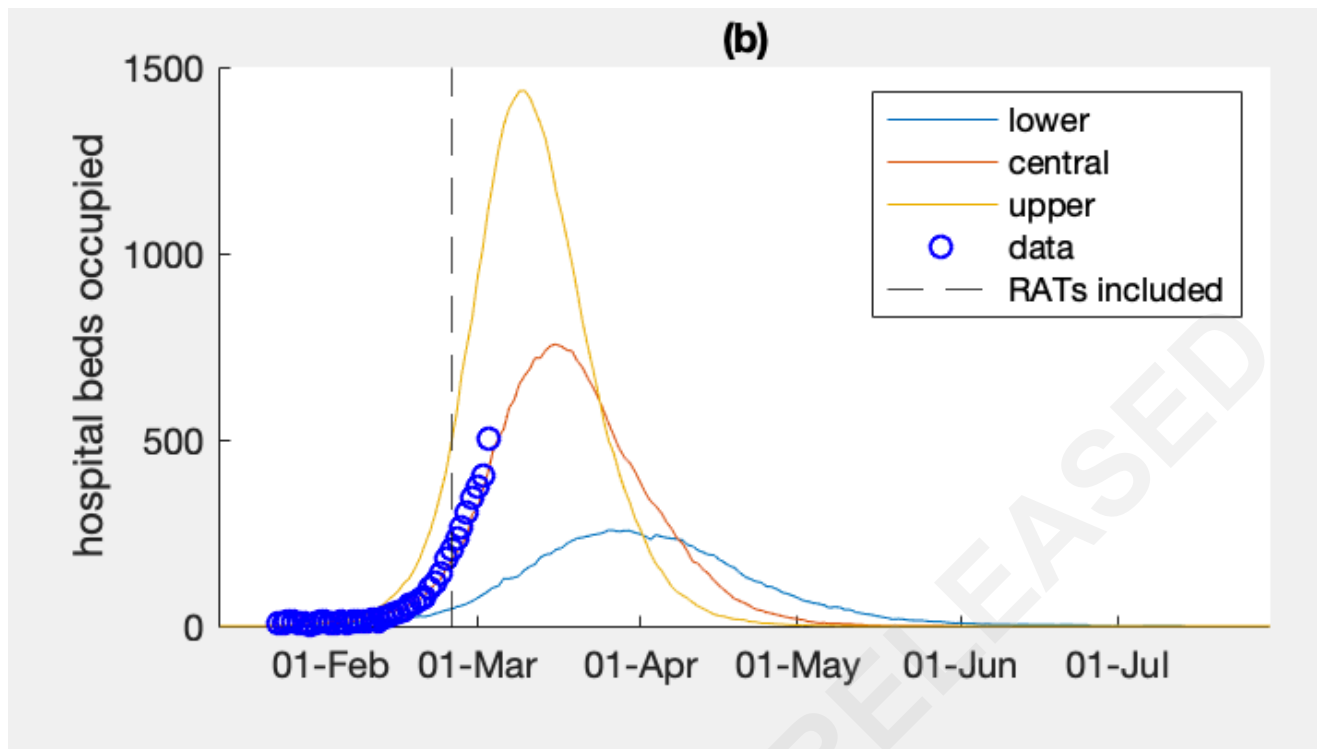 (b)
1500
1000
500
0
hospital beds occupied
lower
central
upper
data
RATs included
01-Feb 01-Mar 01-Apr 01-May 01-Jun 01-Jul
RELEASED